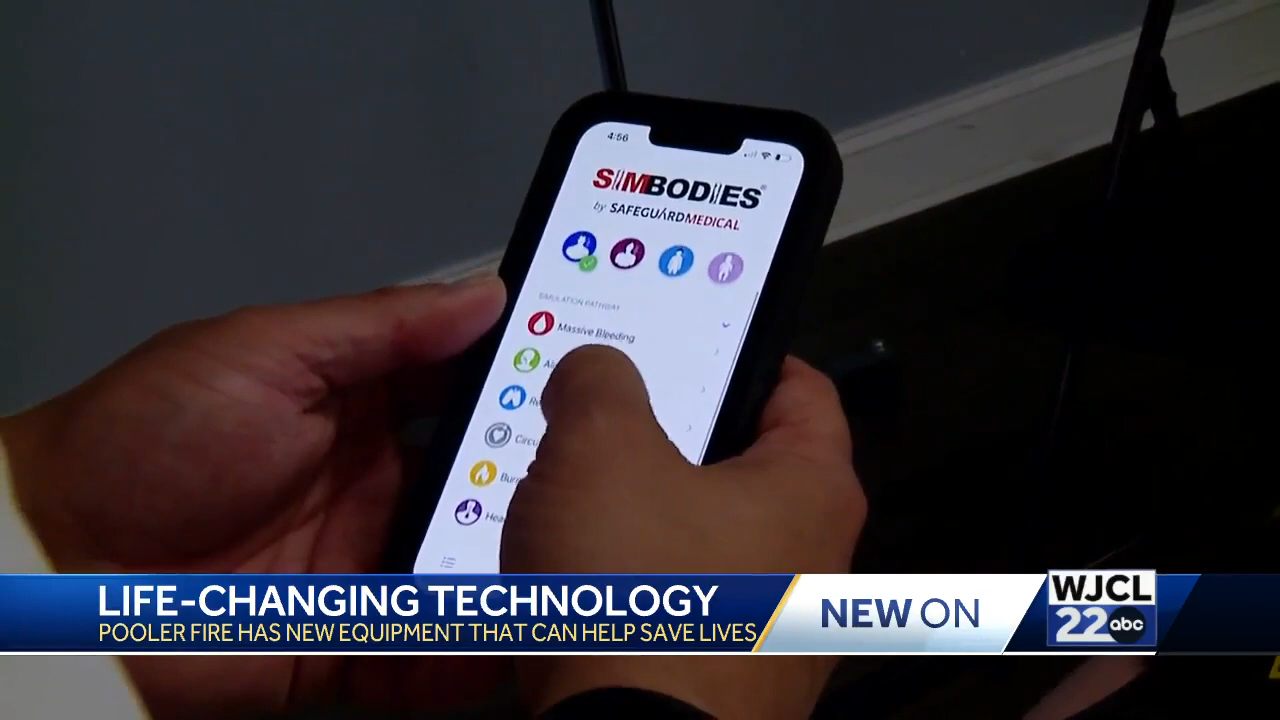 4:56
SIMBODIES
by SAFEGUARDMEDICAL
SIMULATION PATHWAY
Massive Bleeding
LIFE-CHANGING TECHNOLOGY
POOLER FIRE HAS NEW EQUIPMENT THAT CAN HELP SAVE LIVES
NEW ON
WJCL
22 abc